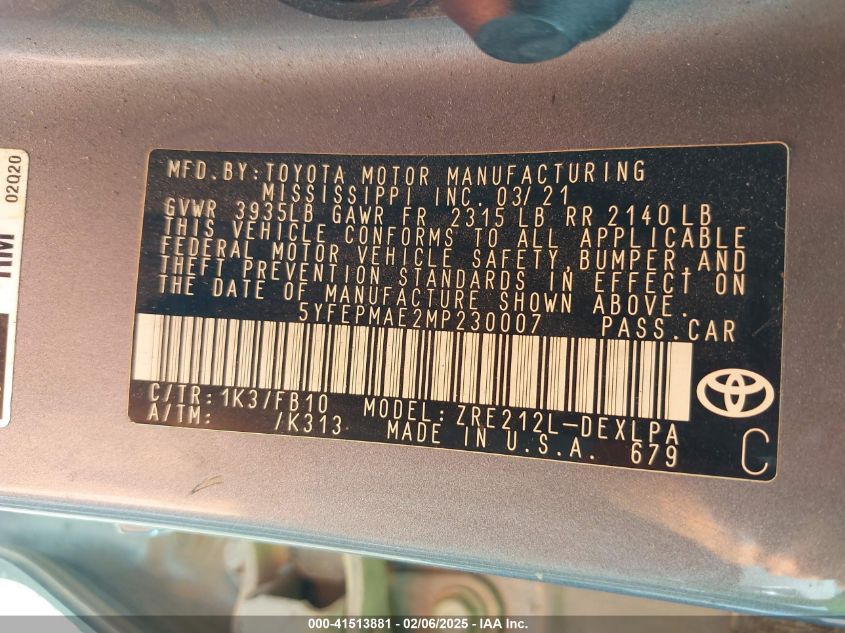 MFD.BY:TOYOTA MOTOR MANUFACTURING
MISSISSIPPI INC. 03/21
GVWR 3935LB GAWR FR 2315 LB RR 2140 LB
THIS VEHICLE CONFORMS TO ALL APPLICABLE
FEDERAL MOTOR VEHICLE SAFETY, BUMPER, AND
THEFT PREVENTION STANDARDS IN EFFECT ON
THE DATE OF MANUFACTURE SHOWN ABOVE.
5YFEPMAE2MP230007 PASS.CAR
C/TR: 1K3/FB10 MODEL: ZRE212L-DEXLPA
A/TM: /K313 MADE IN U.S.A. 679
C
02Q20
000-41513881 - 02/06/2025 - IAA Inc.